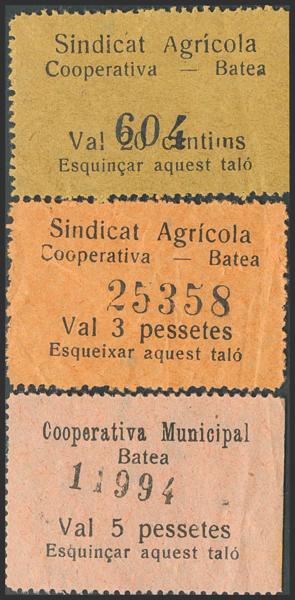 Sindicat Agrícola
Cooperativa — Batea
604
Val 20 cèntims
Esquinçar aquest taló
Sindicat Agrícola
Cooperativa — Batea
25358
Val 3 pessetes
Esqueixar aquest taló
Cooperativa Municipal
Batea
11994
Val 5 pessetes
Esquinçar aquest taló